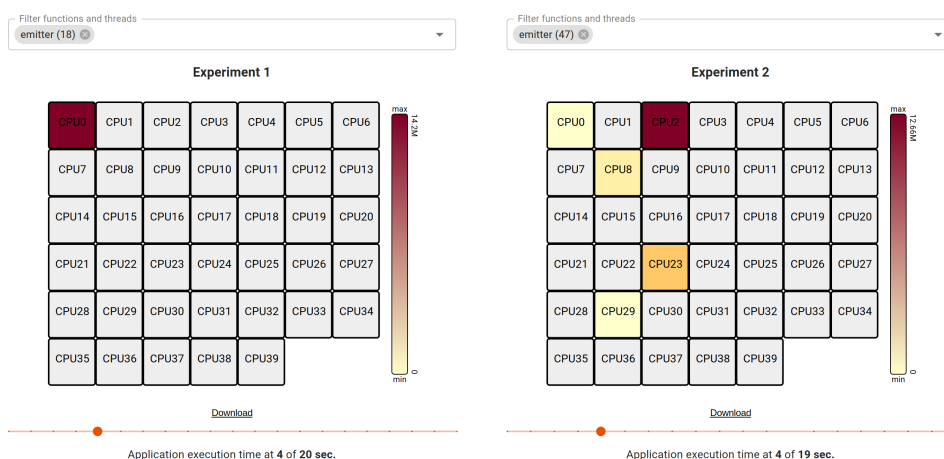 Filter functions and threads
emitter (18)
Experiment 1
CPU0 CPU1 CPU2 CPU3 CPU4 CPU5 CPU6
CPU7 CPU8 CPU9 CPU10 CPU11 CPU12 CPU13
CPU14 CPU15 CPU16 CPU17 CPU18 CPU19 CPU20
CPU21 CPU22 CPU23 CPU24 CPU25 CPU26 CPU27
CPU28 CPU29 CPU30 CPU31 CPU32 CPU33 CPU34
CPU35 CPU36 CPU37 CPU38 CPU39
max
14.2M
0
min
Download
Application execution time at 4 of 20 sec.
Filter functions and threads
emitter (47)
Experiment 2
CPU0 CPU1 CPU2 CPU3 CPU4 CPU5 CPU6
CPU7 CPU8 CPU9 CPU10 CPU11 CPU12 CPU13
CPU14 CPU15 CPU16 CPU17 CPU18 CPU19 CPU20
CPU21 CPU22 CPU23 CPU24 CPU25 CPU26 CPU27
CPU28 CPU29 CPU30 CPU31 CPU32 CPU33 CPU34
CPU35 CPU36 CPU37 CPU38 CPU39
max
12.66M
0
min
Download
Application execution time at 4 of 19 sec.